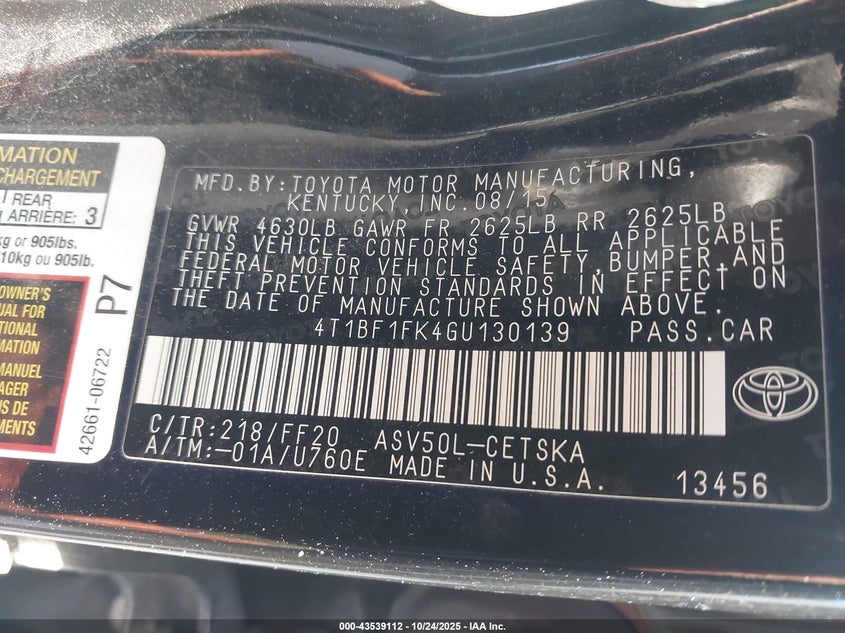 MATION
CHARGEMENT
REAR
ARRIÈRE: 3
kg or 905lbs.
10kg ou 905lb.
OWNER'S
UAL FOR
TIONAL
RMATION
MANUEL
AGER
US DE
EMENTS
42661-06722 P7
MFD.BY:TOYOTA MOTOR MANUFACTURING,
KENTUCKY, INC. 08/15
GVWR 4630LB GAWR FR 2625LB RR 2625LB
THIS VEHICLE CONFORMS TO ALL APPLICABLE
FEDERAL MOTOR VEHICLE SAFETY,BUMPER,AND
THEFT PREVENTION STANDARDS IN EFFECT ON
THE DATE OF MANUFACTURE SHOWN ABOVE.
4T1BF1FK4GU130139 PASS.CAR
C/TR:218/FF20 ASV50L-CETSKA
A/TM:-01A/U760E MADE IN U.S.A.
13456
000-43539112 - 10/24/2025 - IAA Inc.